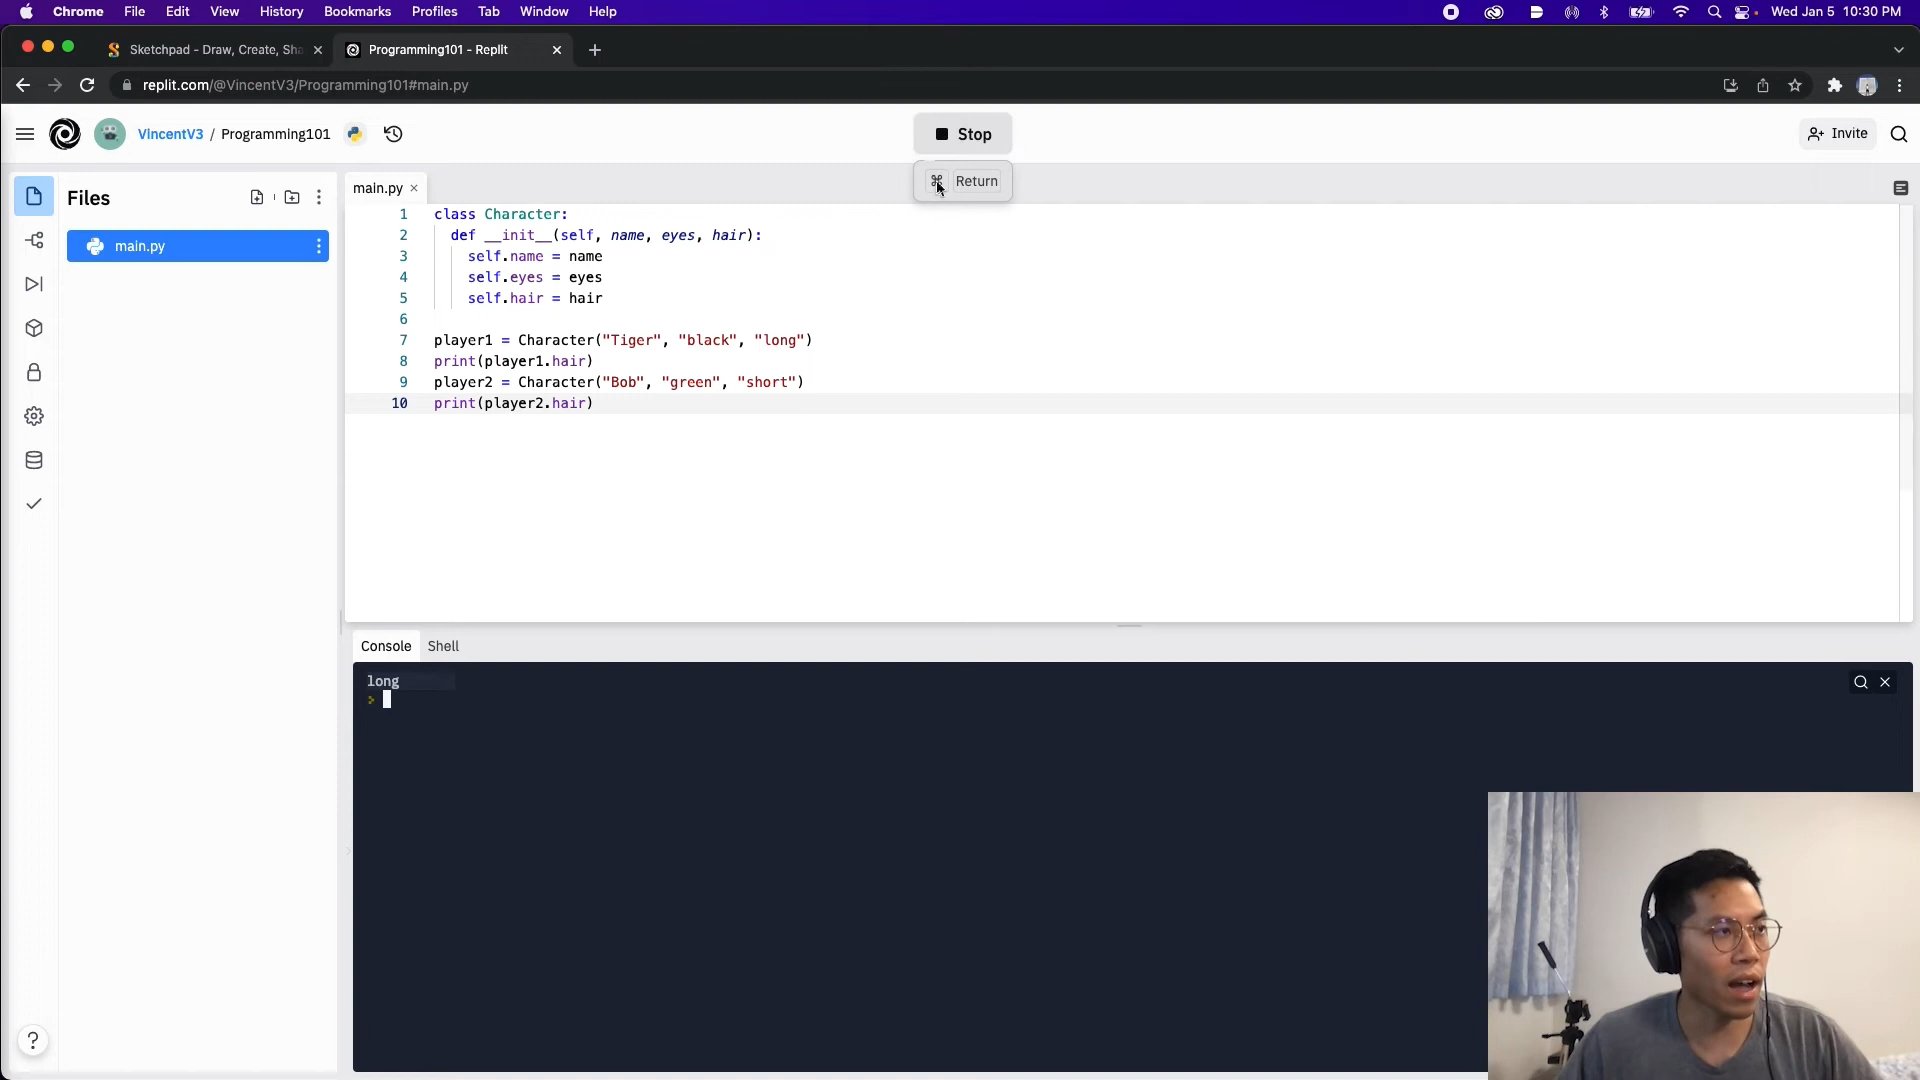 Chrome File Edit View History Bookmarks Profiles Tab Window Help Wed Jan 5 10:30 PM
Sketchpad - Draw, Create, Sha
Programming101 - Replit
replit.com/@VincentV3/Programming101#main.py
VincentV3 / Programming101
Stop
Invite
⌘ Return
Files
main.py
main.py
1 class Character:
2 def __init__(self, name, eyes, hair):
3 self.name = name
4 self.eyes = eyes
5 self.hair = hair
6
7 player1 = Character("Tiger", "black", "long")
8 print(player1.hair)
9 player2 = Character("Bob", "green", "short")
10 print(player2.hair)
Console Shell
long
>
?